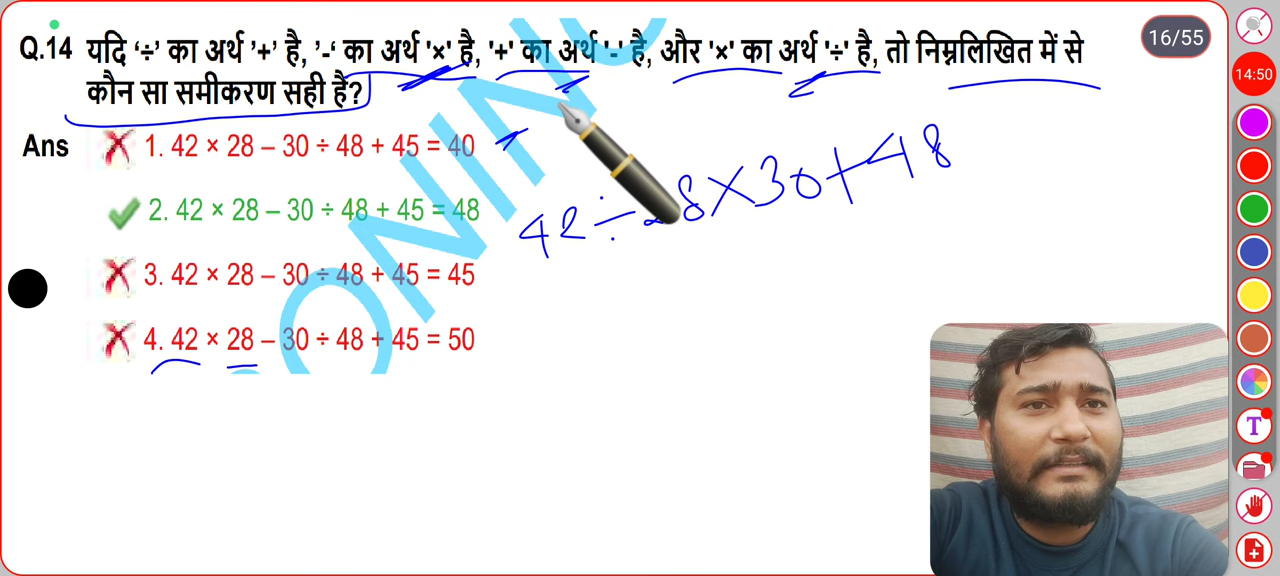 16/55
Q.14 यदि ‘÷’ का अर्थ ’+’ है, ’-‘ का अर्थ '×' है, '+' का अर्थ '-' है, और '×' का अर्थ '÷' है, तो निम्नलिखित में से
कौन सा समीकरण सही है?
14:50
Ans 1. 42 × 28 – 30 ÷ 48 + 45 = 40
42 ÷ 28 × 30 + 48
2. 42 × 28 – 30 ÷ 48 + 45 = 48
3. 42 × 28 – 30 ÷ 48 + 45 = 45
4. 42 × 28 – 30 ÷ 48 + 45 = 50
T